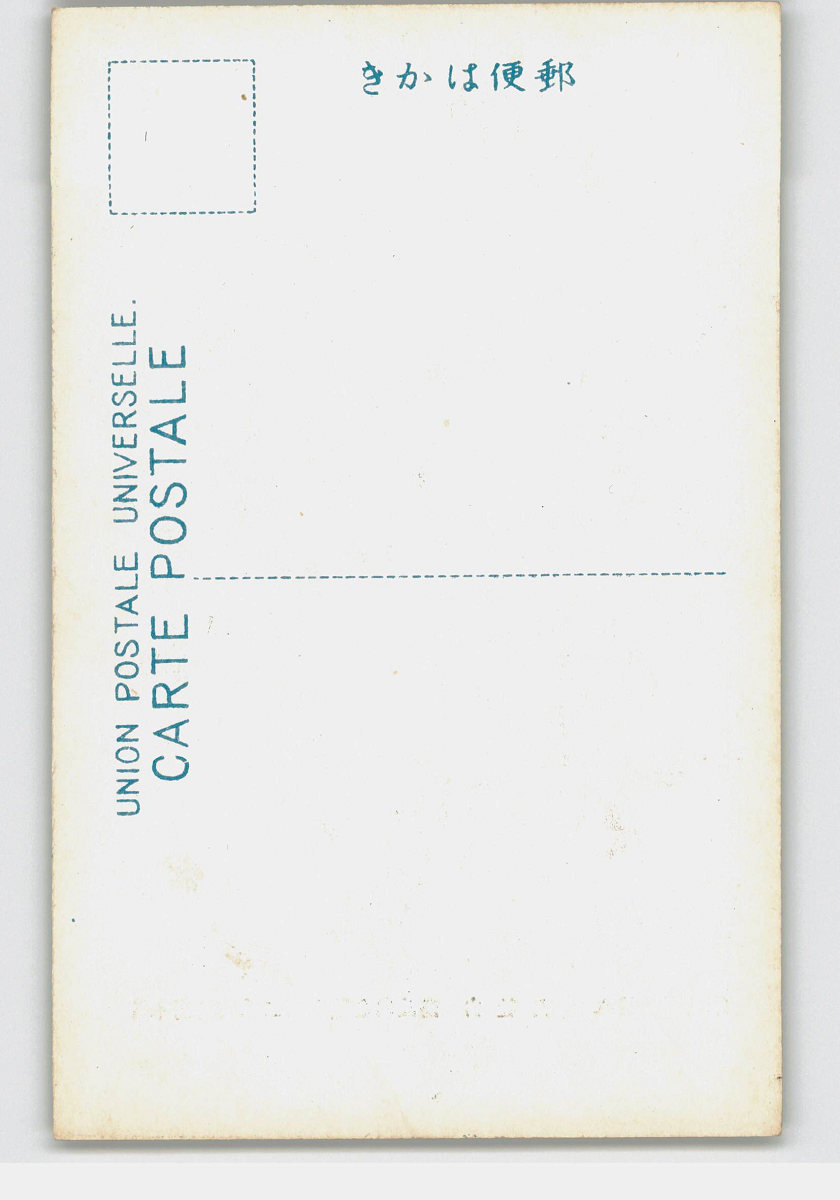 郵便はかき
UNION POSTALE UNIVERSELLE.
CARTE POSTALE